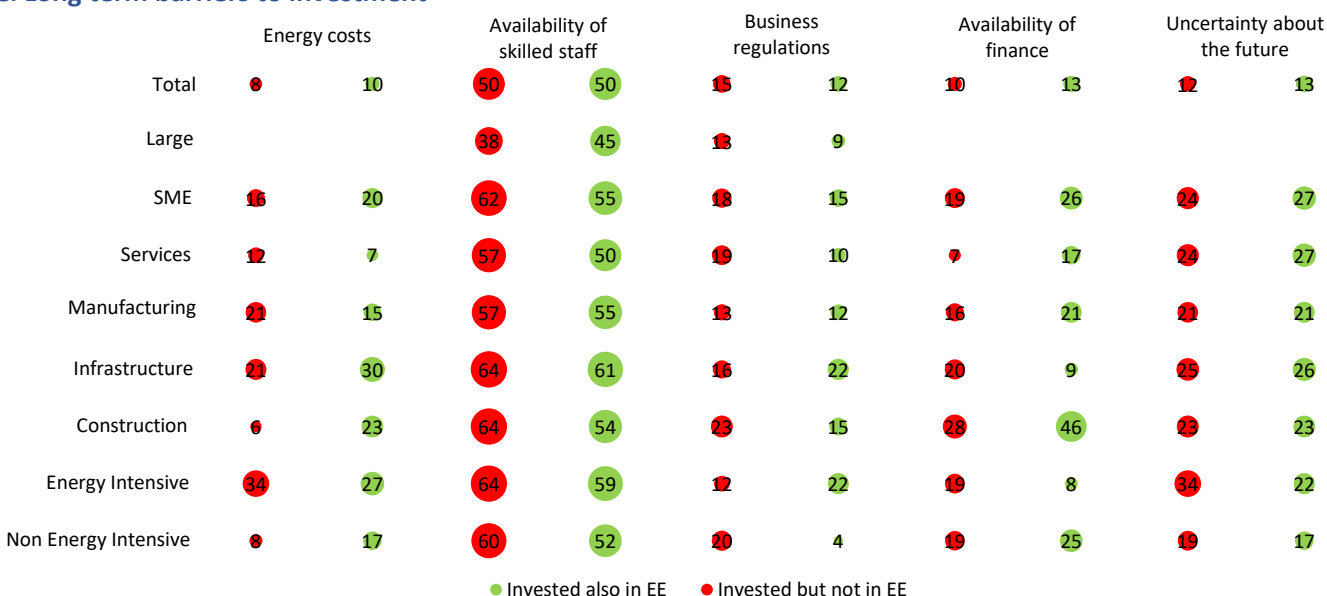 Long term barriers to investment
Energy costs
Availability of
skilled staff
Business
regulations
Availability of
finance
Uncertainty about
the future
Total 8 10 50 50 15 12 10 13 12 13
Large 38 45 13 9
SME 16 20 62 55 18 15 19 26 24 27
Services 12 7 57 50 19 10 7 17 24 27
Manufacturing 21 15 57 55 13 12 16 21 21 21
Infrastructure 21 30 64 61 16 22 20 9 25 26
Construction 6 23 64 54 23 15 28 46 23 23
Energy Intensive 34 27 64 59 12 22 19 8 34 22
Non Energy Intensive 8 17 60 52 20 4 19 25 19 17
Invested also in EE Invested but not in EE